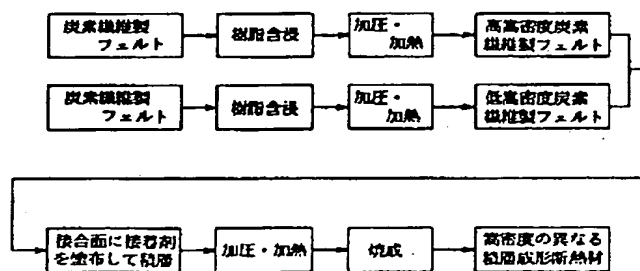 炭素繊維製
フェルト
樹脂含浸
加圧・
加熱
高嵩密度炭素
繊維製フェルト
炭素繊維製
フェルト
樹脂含浸
加圧・
加熱
低嵩密度炭素
繊維製フェルト
接合面に接着剤
を塗布して積層
加圧・加熱
焼成
嵩密度の異なる
積層成形断熱材